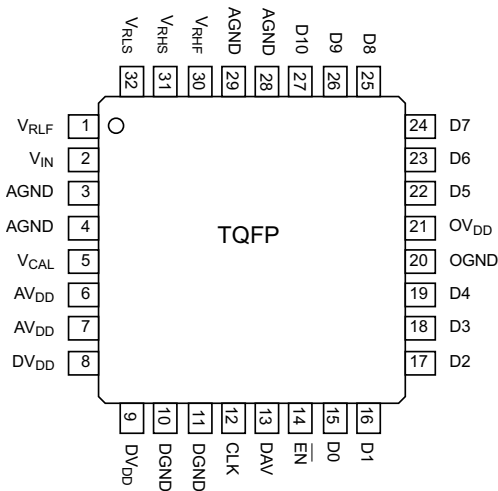 VRLS VRHS VRHF AGND AGND D10 D9 D8
32 31 30 29 28 27 26 25
VRLF 1 24 D7
VIN 2 23 D6
AGND 3 22 D5
AGND 4 21 OVDD
TQFP
VCAL 5 20 OGND
AVDD 6 19 D4
AVDD 7 18 D3
DVDD 8 17 D2
9 10 11 12 13 14 15 16
DVDD DGND DGND CLK DAV EN D0 D1